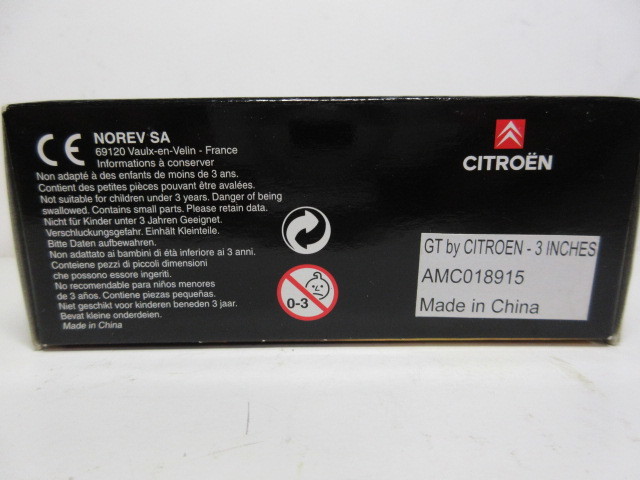 CE
NOREV SA
69120 Vaulx-en-Velin - France
Informations à conserver
Non adapté à des enfants de moins de 3 ans.
Contient des petites pièces pouvant être avalées.
Not suitable for children under 3 years. Danger of being
swallowed. Contains small parts. Please retain data.
Nicht für Kinder unter 3 Jahren Geeignet.
Verschluckungsgefahr. Einhält Kleinteile.
Bitte Daten aufbewahren.
Non adattato ai bambini di étà inferiore ai 3 anni.
Conteiene pezzi di piccoli dimensioni
che possono essere ingeriti.
No recomendable para niños menores
de 3 años. Contiene piezas pequeñas.
Niet geschikt voor kinderen beneden 3 jaar.
Bevat kleine onderdeien.
Made in China
0-3
CITROËN
GT by CITROEN - 3 INCHES
AMC018915
Made in China